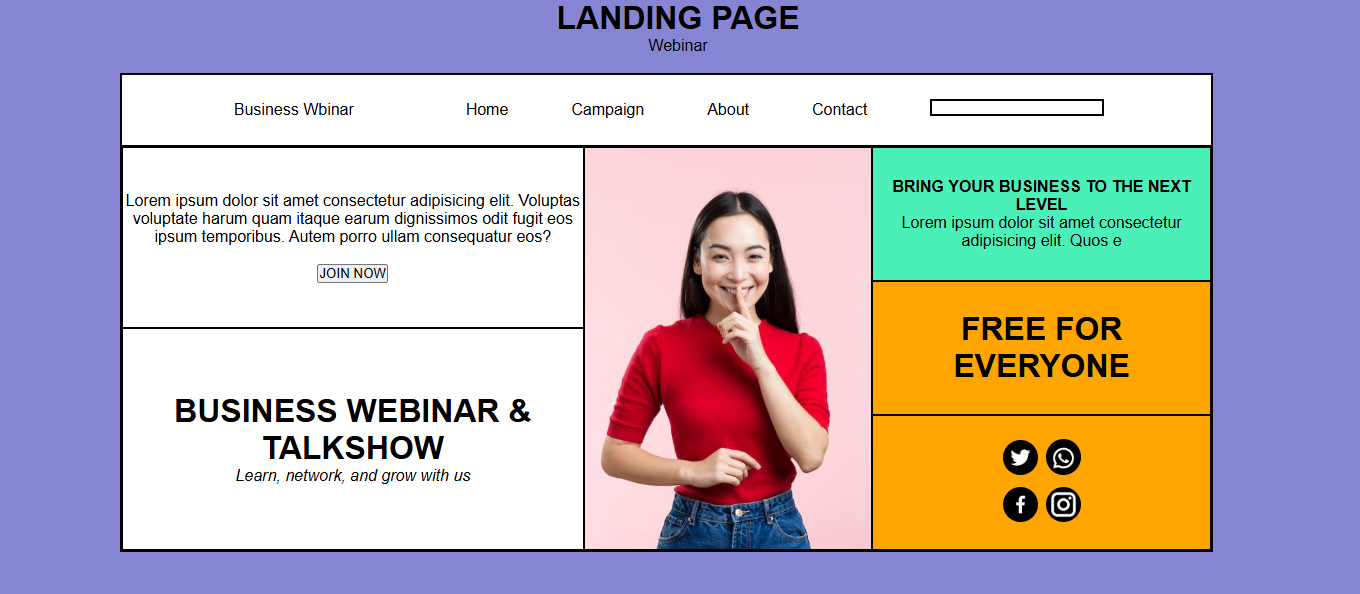 LANDING PAGE
Webinar
Business Wbinar Home Campaign About Contact
Lorem ipsum dolor sit amet consectetur adipisicing elit. Voluptas
voluptate harum quam itaque earum dignissimos odit fugit eos
ipsum temporibus. Autem porro ullam consequatur eos?
JOIN NOW
BUSINESS WEBINAR &
TALKSHOW
Learn, network, and grow with us
BRING YOUR BUSINESS TO THE NEXT
LEVEL
Lorem ipsum dolor sit amet consectetur
adipisicing elit. Quos e
FREE FOR
EVERYONE